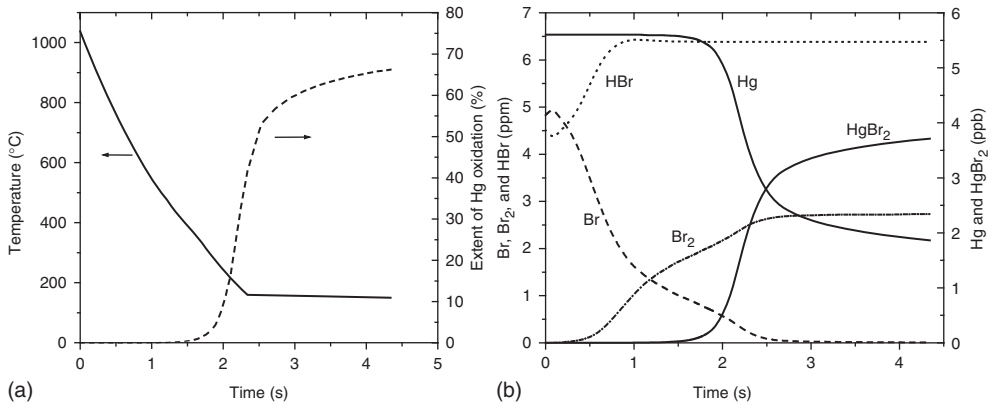 1000
800
600
400
200
0
Temperature (°C)
80
70
60
50
40
30
20
10
0
Extent of Hg oxidation (%)
0 1 2 3 4 5
Time (s)
(a)
7
6
5
4
3
2
1
0
Br, Br2, and HBr (ppm)
HBr
Hg
HgBr2
Br
Br2
6
5
4
3
2
1
0
Hg and HgBr2 (ppb)
0 1 2 3 4
Time (s)
(b)